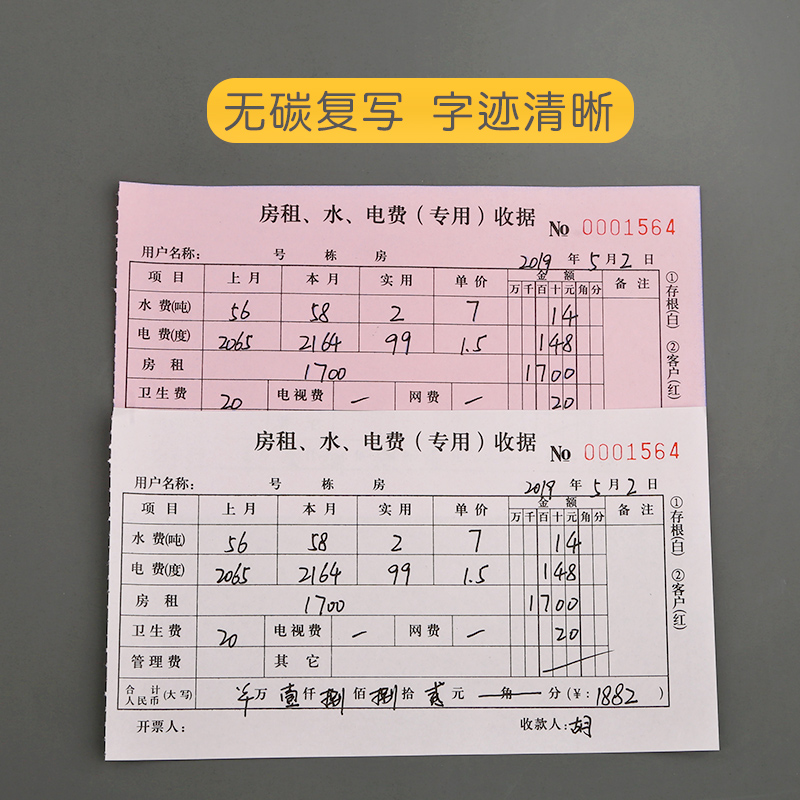 无碳复写 字迹清晰
房租、水、电费（专用）收据 No 0001564
用户名称： 号 栋 房 2019 年 5 月 2 日
项目 上月 本月 实用 单价 金额 备注
万 千 百 十 元 角 分
水费(吨) 56 58 2 7 14
电费(度) 2065 2164 99 1.5 148
房租 1700 1700
卫生费 20 电视费 — 网费 — 20
①存根(白) ②客户(红)
房租、水、电费（专用）收据 No 0001564
用户名称： 号 栋 房 2019 年 5 月 2 日
项目 上月 本月 实用 单价 金额 备注
万 千 百 十 元 角 分
水费(吨) 56 58 2 7 14
电费(度) 2065 2164 99 1.5 148
房租 1700 1700
卫生费 20 电视费 — 网费 — 20
管理费 其它
合计人民币(大写) 万 壹 仟 捌 佰 捌 拾 贰 元 角 分(¥: 1882 )
开票人： 收款人：胡
①存根(白) ②客户(红)